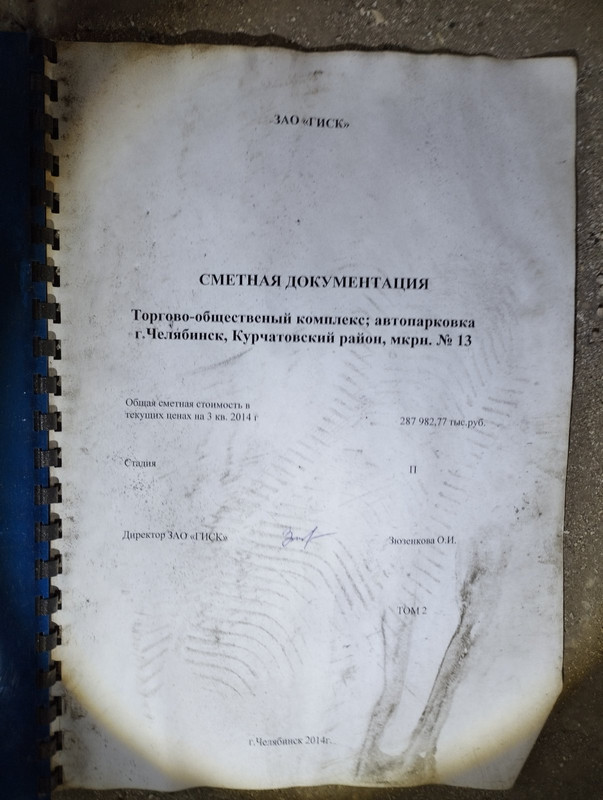 ЗАО «ГИСК»
СМЕТНАЯ ДОКУМЕНТАЦИЯ
Торгово-общественый комплекс; автопарковка
г.Челябинск, Курчатовский район, мкрн. № 13
Общая сметная стоимость в
текущих ценах на 3 кв. 2014 г
287 982,77 тыс.руб.
Стадия
П
Директор ЗАО «ГИСК»
Зюзенкова О.И.
ТОМ 2
г.Челябинск 2014г.